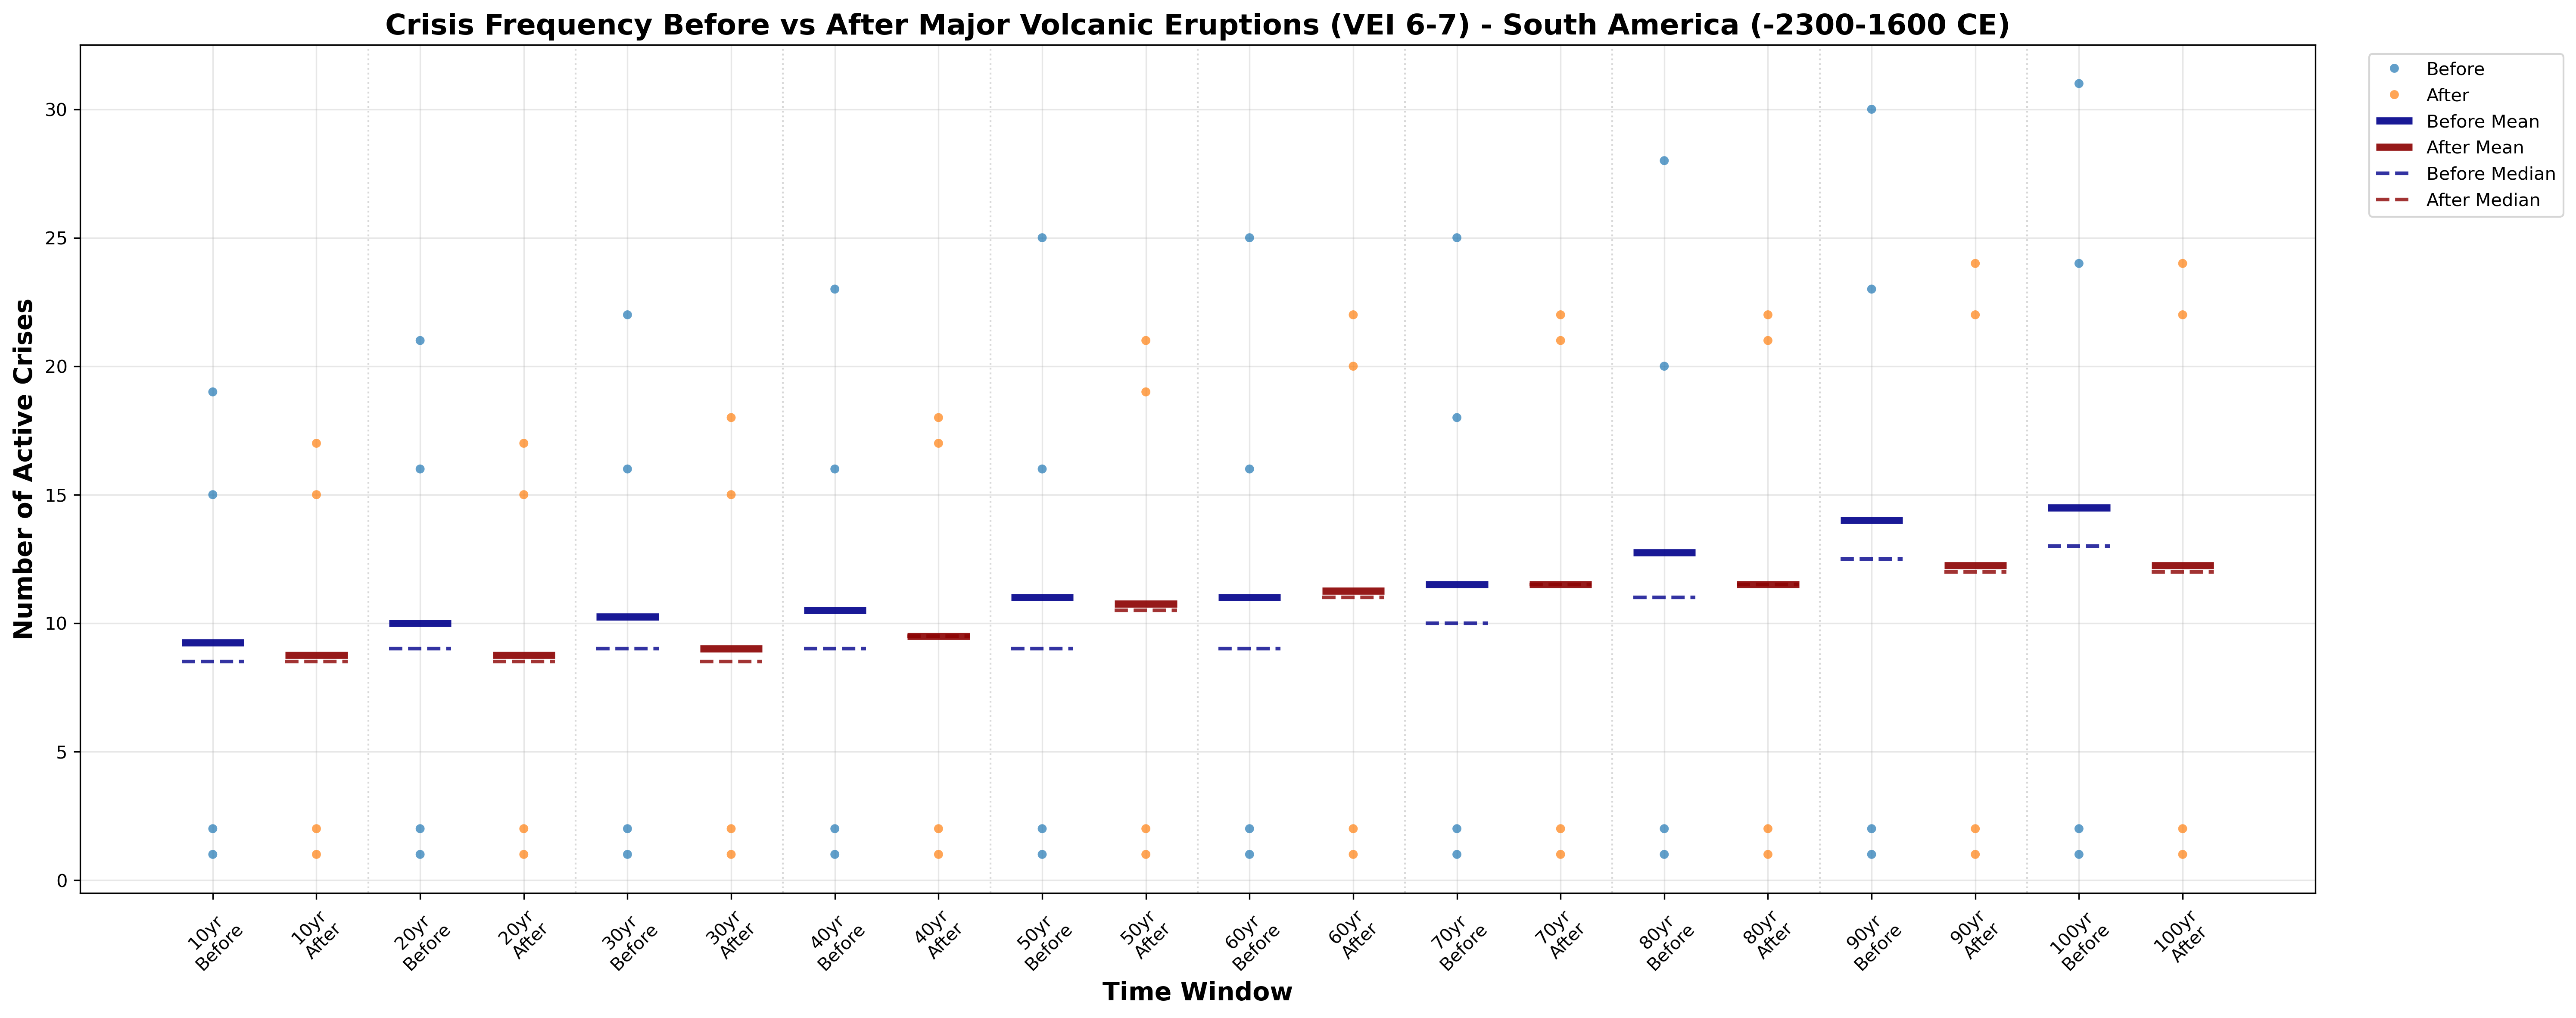 Crisis Frequency Before vs After Major Volcanic Eruptions (VEI 6-7) - South America (-2300-1600 CE)
Number of Active Crises
30
25
20
15
10
5
0
10yr
Before
10yr
After
20yr
Before
20yr
After
30yr
Before
30yr
After
40yr
Before
40yr
After
50yr
Before
50yr
After
60yr
Before
60yr
After
70yr
Before
70yr
After
80yr
Before
80yr
After
90yr
Before
90yr
After
100yr
Before
100yr
After
Time Window
Before
After
Before Mean
After Mean
Before Median
After Median